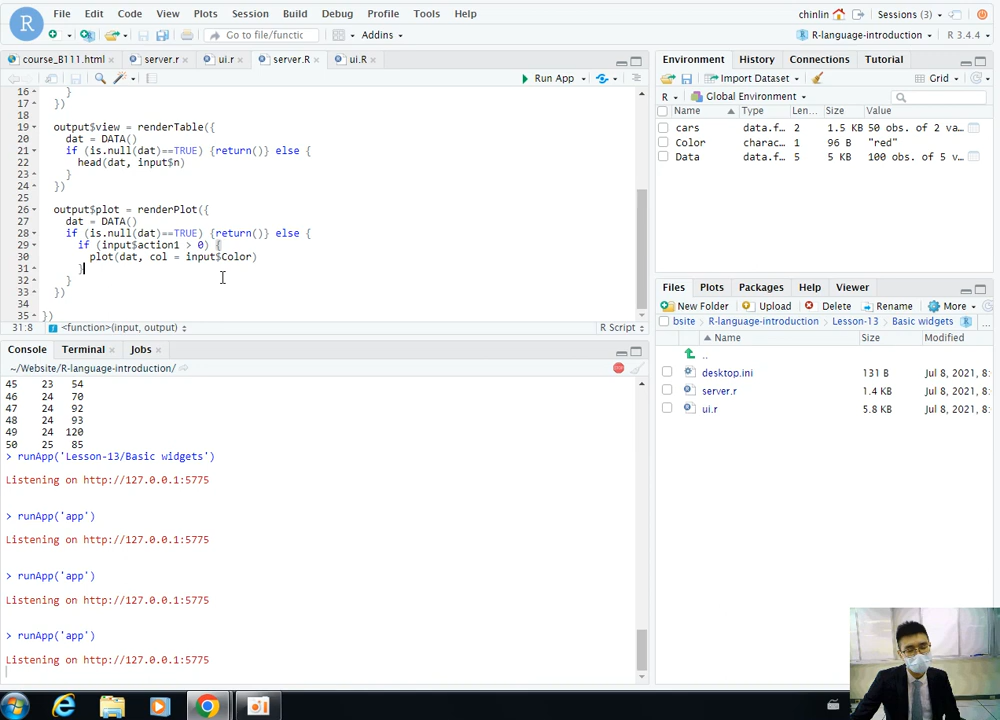 File Edit Code View Plots Session Build Debug Profile Tools Help
chinlin Sessions (3)
Go to file/functic Addins
R-language-introduction R 3.4.4
course_B111.html server.r ui.r server.R ui.R
Run App
16 }
17 })
18
19 output$view = renderTable({
20 dat = DATA()
21 if (is.null(dat)==TRUE) {return()} else {
22 head(dat, input$n)
23 }
24 })
25
26 output$plot = renderPlot({
27 dat = DATA()
28 if (is.null(dat)==TRUE) {return()} else {
29 if (input$action1 > 0) {
30 plot(dat, col = input$Color)
31 }
32 }
33 })
34
35 })
31:8 <function>(input, output) R Script
Console Terminal Jobs
~/Website/R-language-introduction/
45 23 54
46 24 70
47 24 92
48 24 93
49 24 120
50 25 85
> runApp('Lesson-13/Basic widgets')
Listening on http://127.0.0.1:5775
> runApp('app')
Listening on http://127.0.0.1:5775
> runApp('app')
Listening on http://127.0.0.1:5775
> runApp('app')
Listening on http://127.0.0.1:5775
Environment History Connections Tutorial
Import Dataset Grid
R Global Environment
Name Type Len... Size Value
cars data.f... 2 1.5 KB 50 obs. of 2 va...
Color charac... 1 96 B "red"
Data data.f... 5 5 KB 100 obs. of 5 v...
Files Plots Packages Help Viewer
New Folder Upload Delete Rename More
bsite R-language-introduction Lesson-13 Basic widgets ...
Name Size Modified
..
desktop.ini 131 B Jul 8, 2021, 8:
server.r 1.4 KB Jul 8, 2021, 8:
ui.r 5.8 KB Jul 8, 2021, 8: